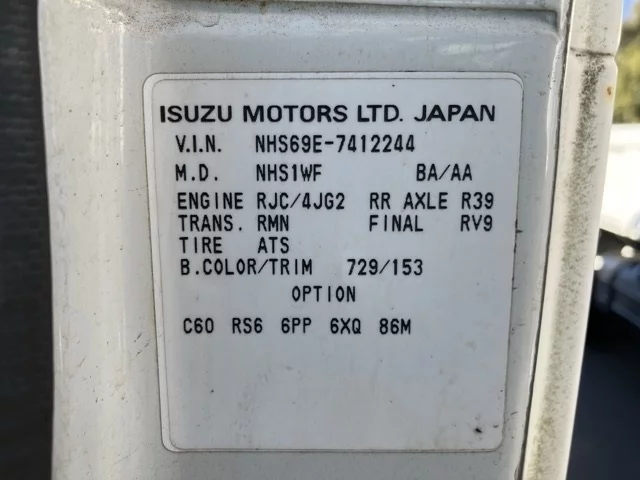 ISUZU MOTORS LTD. JAPAN
V.I.N. NHS69E-7412244
M.D. NHS1WF BA/AA
ENGINE RJC/4JG2 RR AXLE R39
TRANS. RMN FINAL RV9
TIRE ATS
B.COLOR/TRIM 729/153
OPTION
C60 RS6 6PP 6XQ 86M